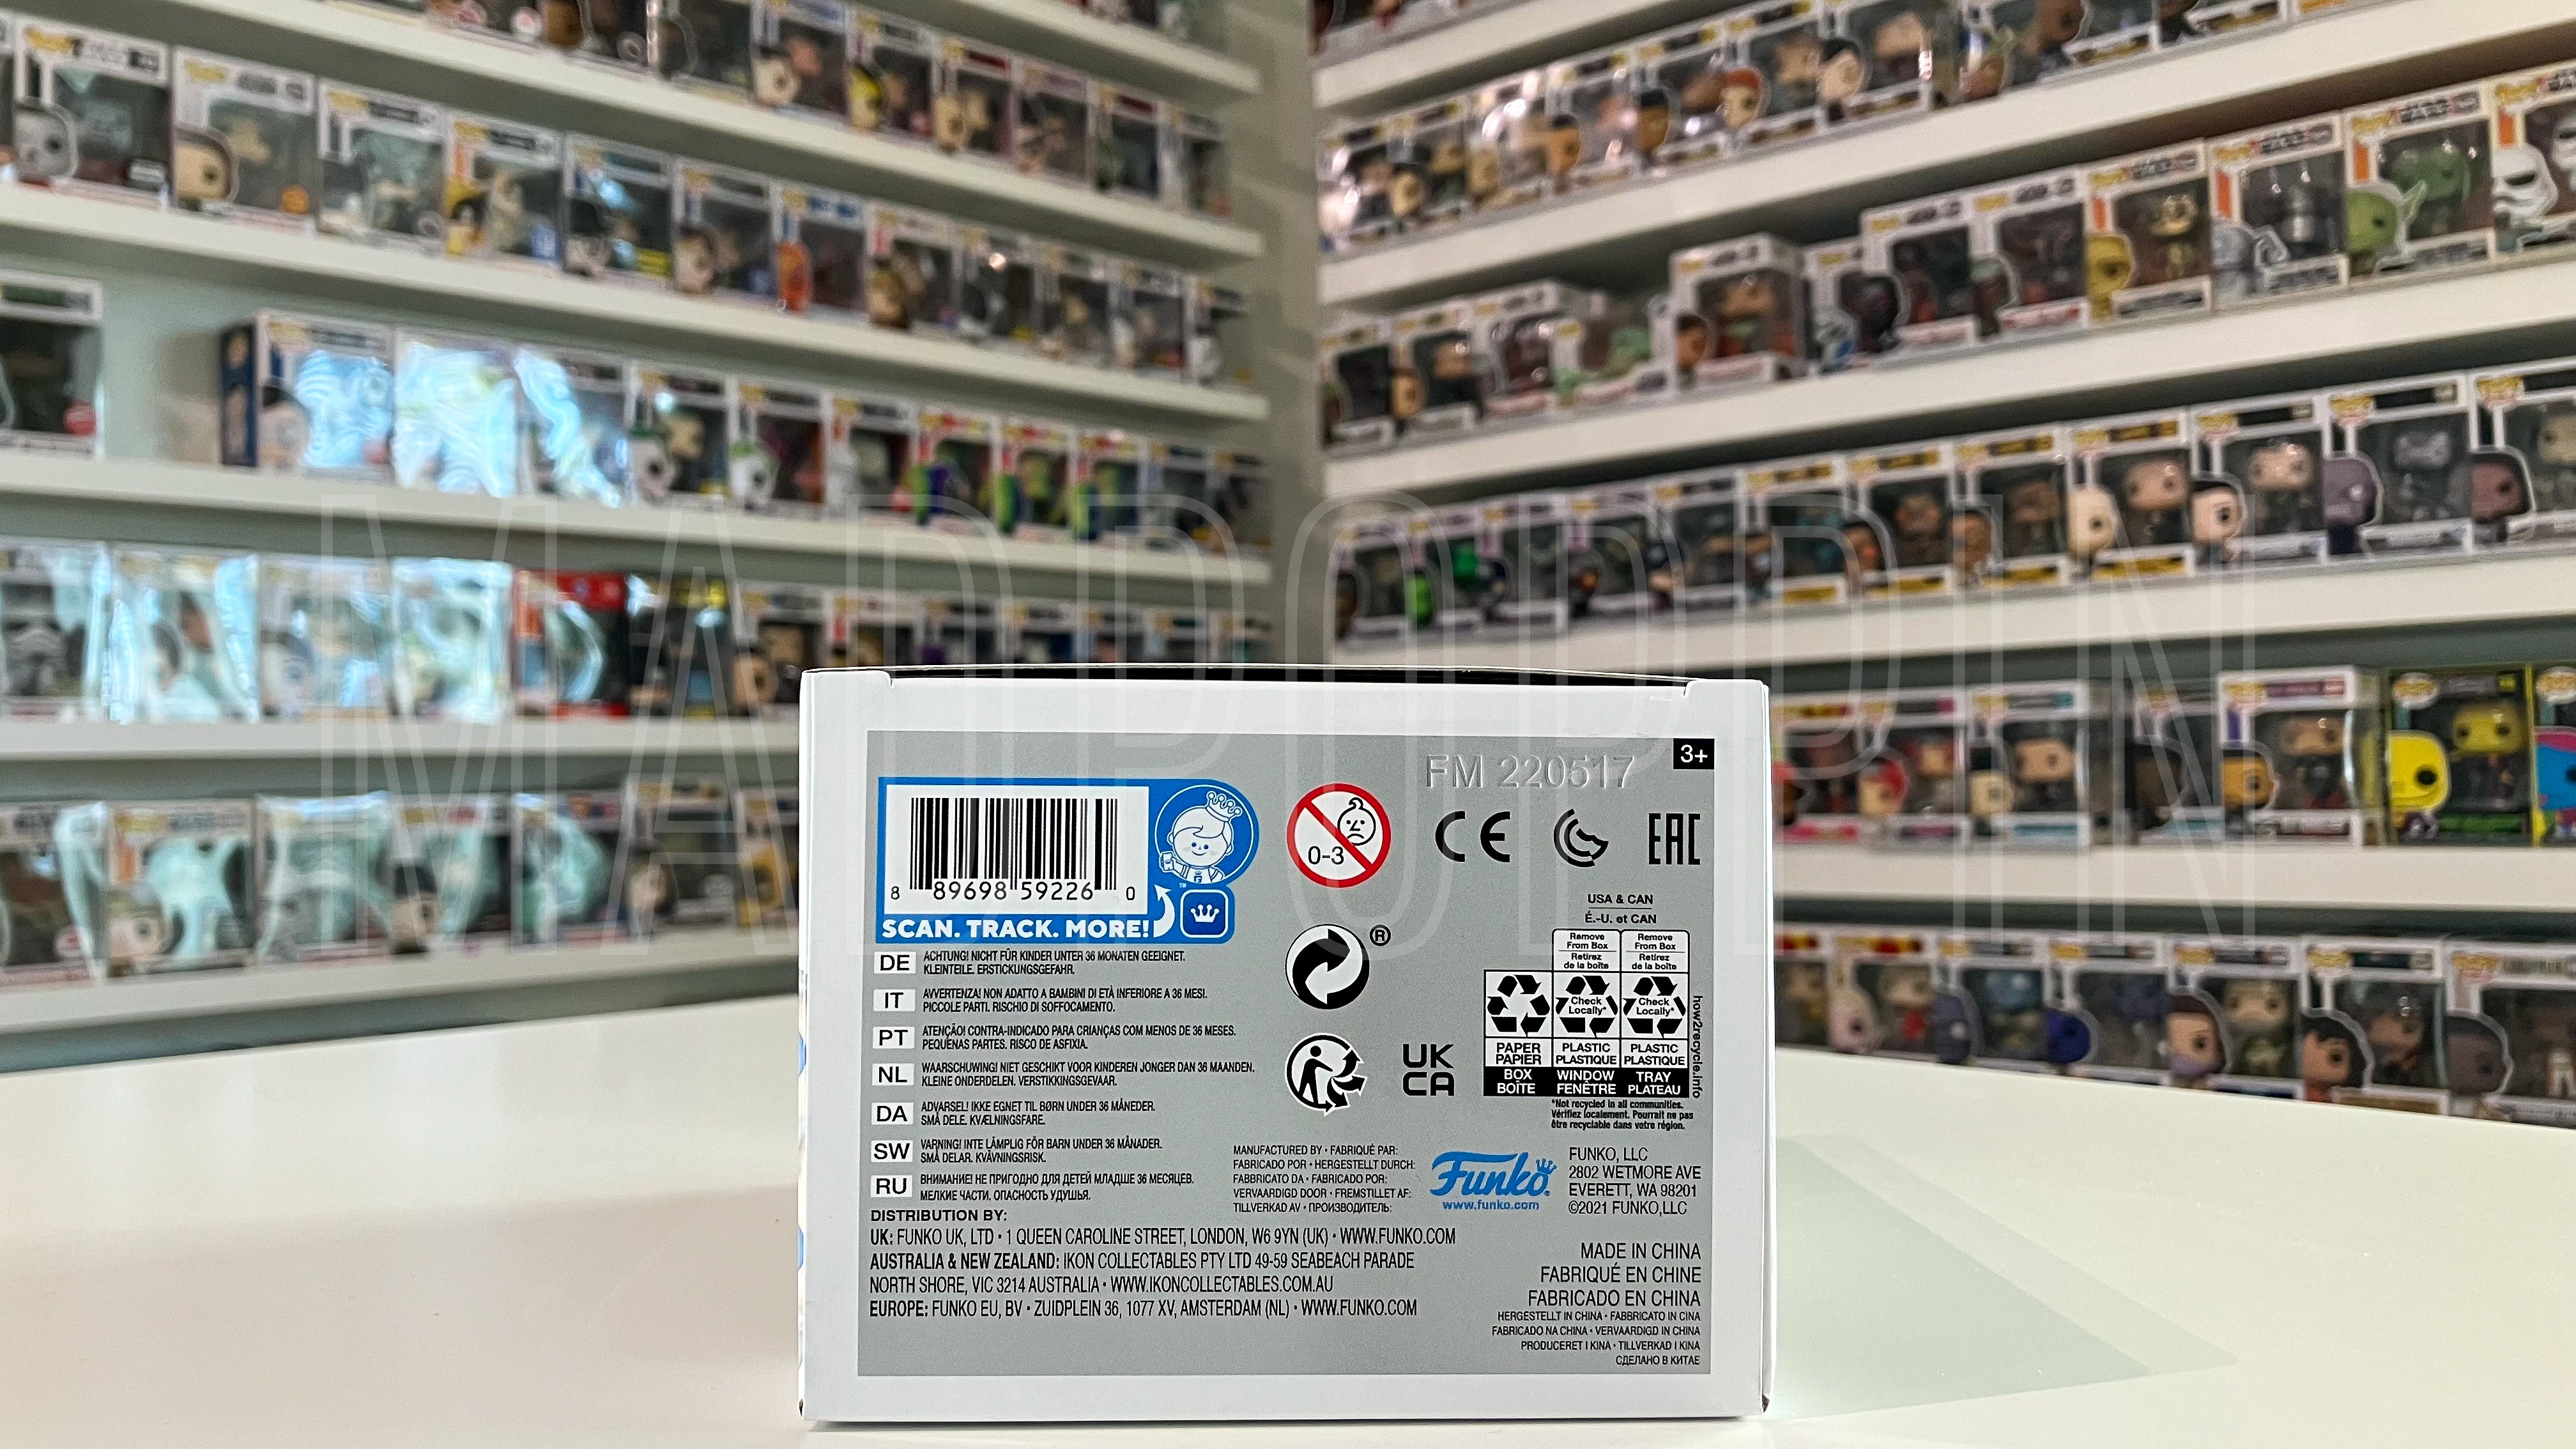 MADPOPPIN
FM 220517
3+
8 89698 59226 0
SCAN. TRACK. MORE!
™
0-3
CE
EAC
DE ACHTUNG! NICHT FÜR KINDER UNTER 36 MONATEN GEEIGNET.
KLEINTEILE. ERSTICKUNGSGEFAHR.
IT AVVERTENZA! NON ADATTO A BAMBINI DI ETÀ INFERIORE A 36 MESI.
PICCOLE PARTI. RISCHIO DI SOFFOCAMENTO.
PT ATENÇÃO! CONTRA-INDICADO PARA CRIANÇAS COM MENOS DE 36 MESES.
PEQUENAS PARTES. RISCO DE ASFIXIA.
NL WAARSCHUWING! NIET GESCHIKT VOOR KINDEREN JONGER DAN 36 MAANDEN.
KLEINE ONDERDELEN. VERSTIKKINGSGEVAAR.
DA ADVARSEL! IKKE EGNET TIL BØRN UNDER 36 MÅNEDER.
SMÅ DELE. KVÆLNINGSFARE.
SW VARNING! INTE LÄMPLIG FÖR BARN UNDER 36 MÅNADER.
SMÅ DELAR. KVÄVNINGSRISK.
RU ВНИМАНИЕ! НЕ ПРИГОДНО ДЛЯ ДЕТЕЙ МЛАДШЕ 36 МЕСЯЦЕВ.
МЕЛКИЕ ЧАСТИ. ОПАСНОСТЬ УДУШЬЯ.
®
UK
CA
USA & CAN
É.-U. et CAN
Remove From Box Retirez de la boîte
Remove From Box Retirez de la boîte
Check Locally*
Check Locally*
PAPER PAPIER
PLASTIC PLASTIQUE
PLASTIC PLASTIQUE
BOX BOÎTE
WINDOW FENÊTRE
TRAY PLATEAU
how2recycle.info
*Not recycled in all communities.
Vérifiez localement. Pourrait ne pas
être recyclable dans votre région.
MANUFACTURED BY • FABRIQUÉ PAR:
FABRICADO POR • HERGESTELLT DURCH:
FABBRICATO DA • FABRICADO POR:
VERVAARDIGD DOOR • FREMSTILLET AF:
TILLVERKAD AV • ПРОИЗВОДИТЕЛЬ:
Funko®
www.funko.com
FUNKO, LLC
2802 WETMORE AVE
EVERETT, WA 98201
©2021 FUNKO,LLC
DISTRIBUTION BY:
UK: FUNKO UK, LTD • 1 QUEEN CAROLINE STREET, LONDON, W6 9YN (UK) • WWW.FUNKO.COM
AUSTRALIA & NEW ZEALAND: IKON COLLECTABLES PTY LTD 49-59 SEABEACH PARADE
NORTH SHORE, VIC 3214 AUSTRALIA • WWW.IKONCOLLECTABLES.COM.AU
EUROPE: FUNKO EU, BV • ZUIDPLEIN 36, 1077 XV, AMSTERDAM (NL) • WWW.FUNKO.COM
MADE IN CHINA
FABRIQUÉ EN CHINE
FABRICADO EN CHINA
HERGESTELLT IN CHINA • FABBRICATO IN CINA
FABRICADO NA CHINA • VERVAARDIGD IN CHINA
PRODUCERET I KINA • TILLVERKAD I KINA
СДЕЛАНО В КИТАЕ